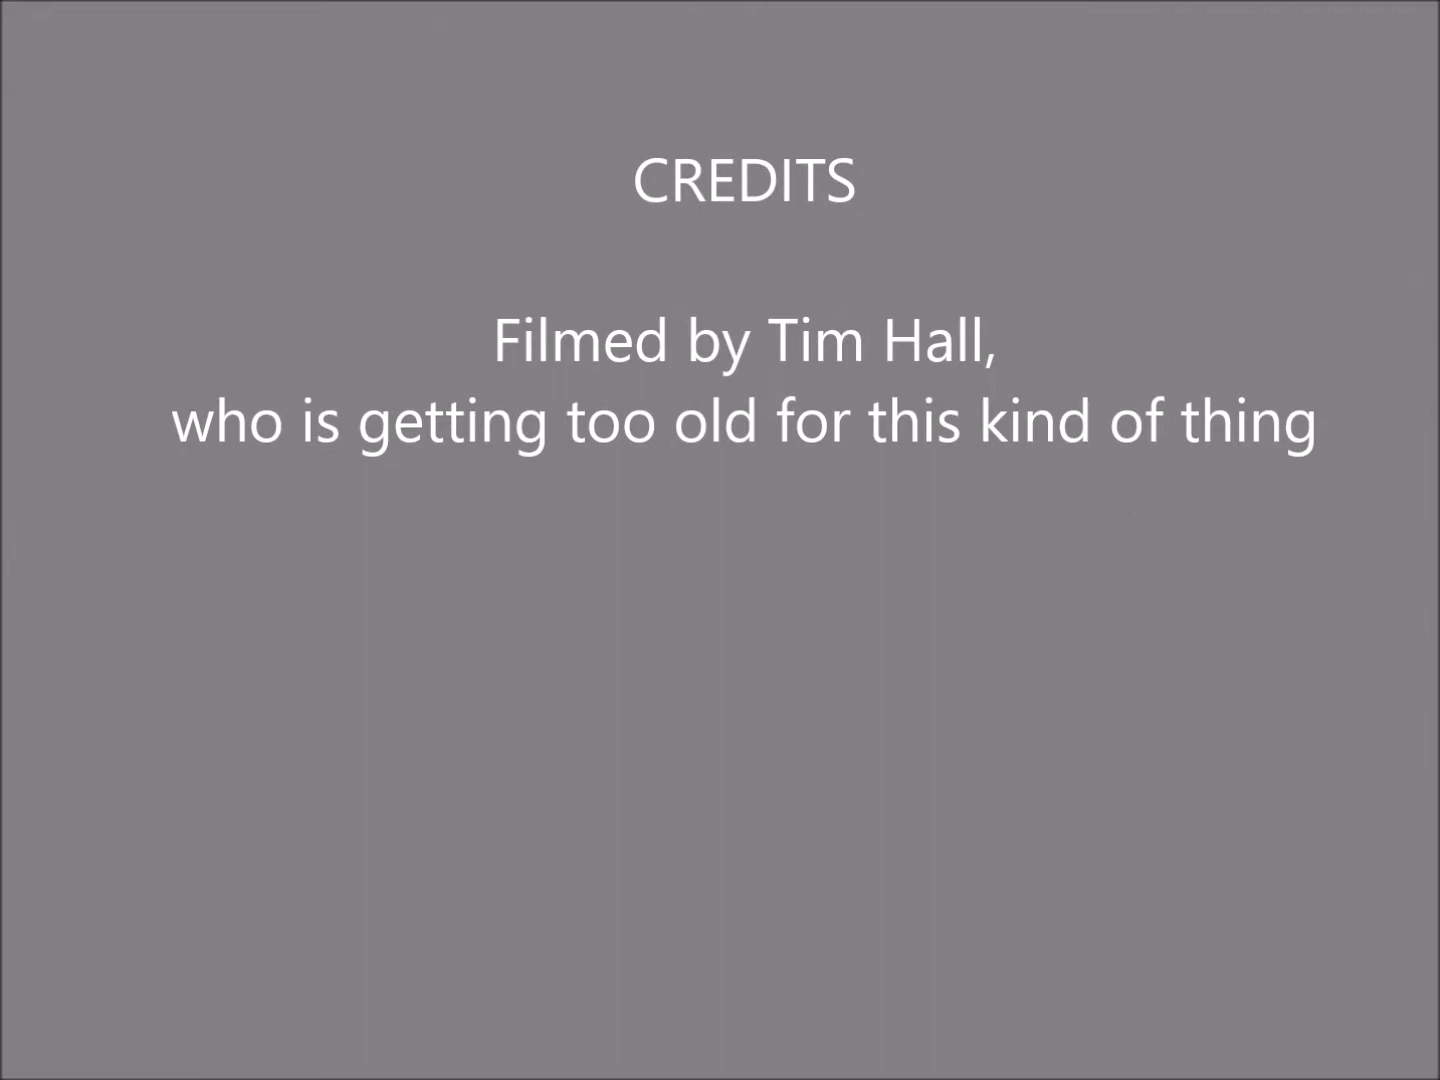 CREDITS
Filmed by Tim Hall,
who is getting too old for this kind of thing